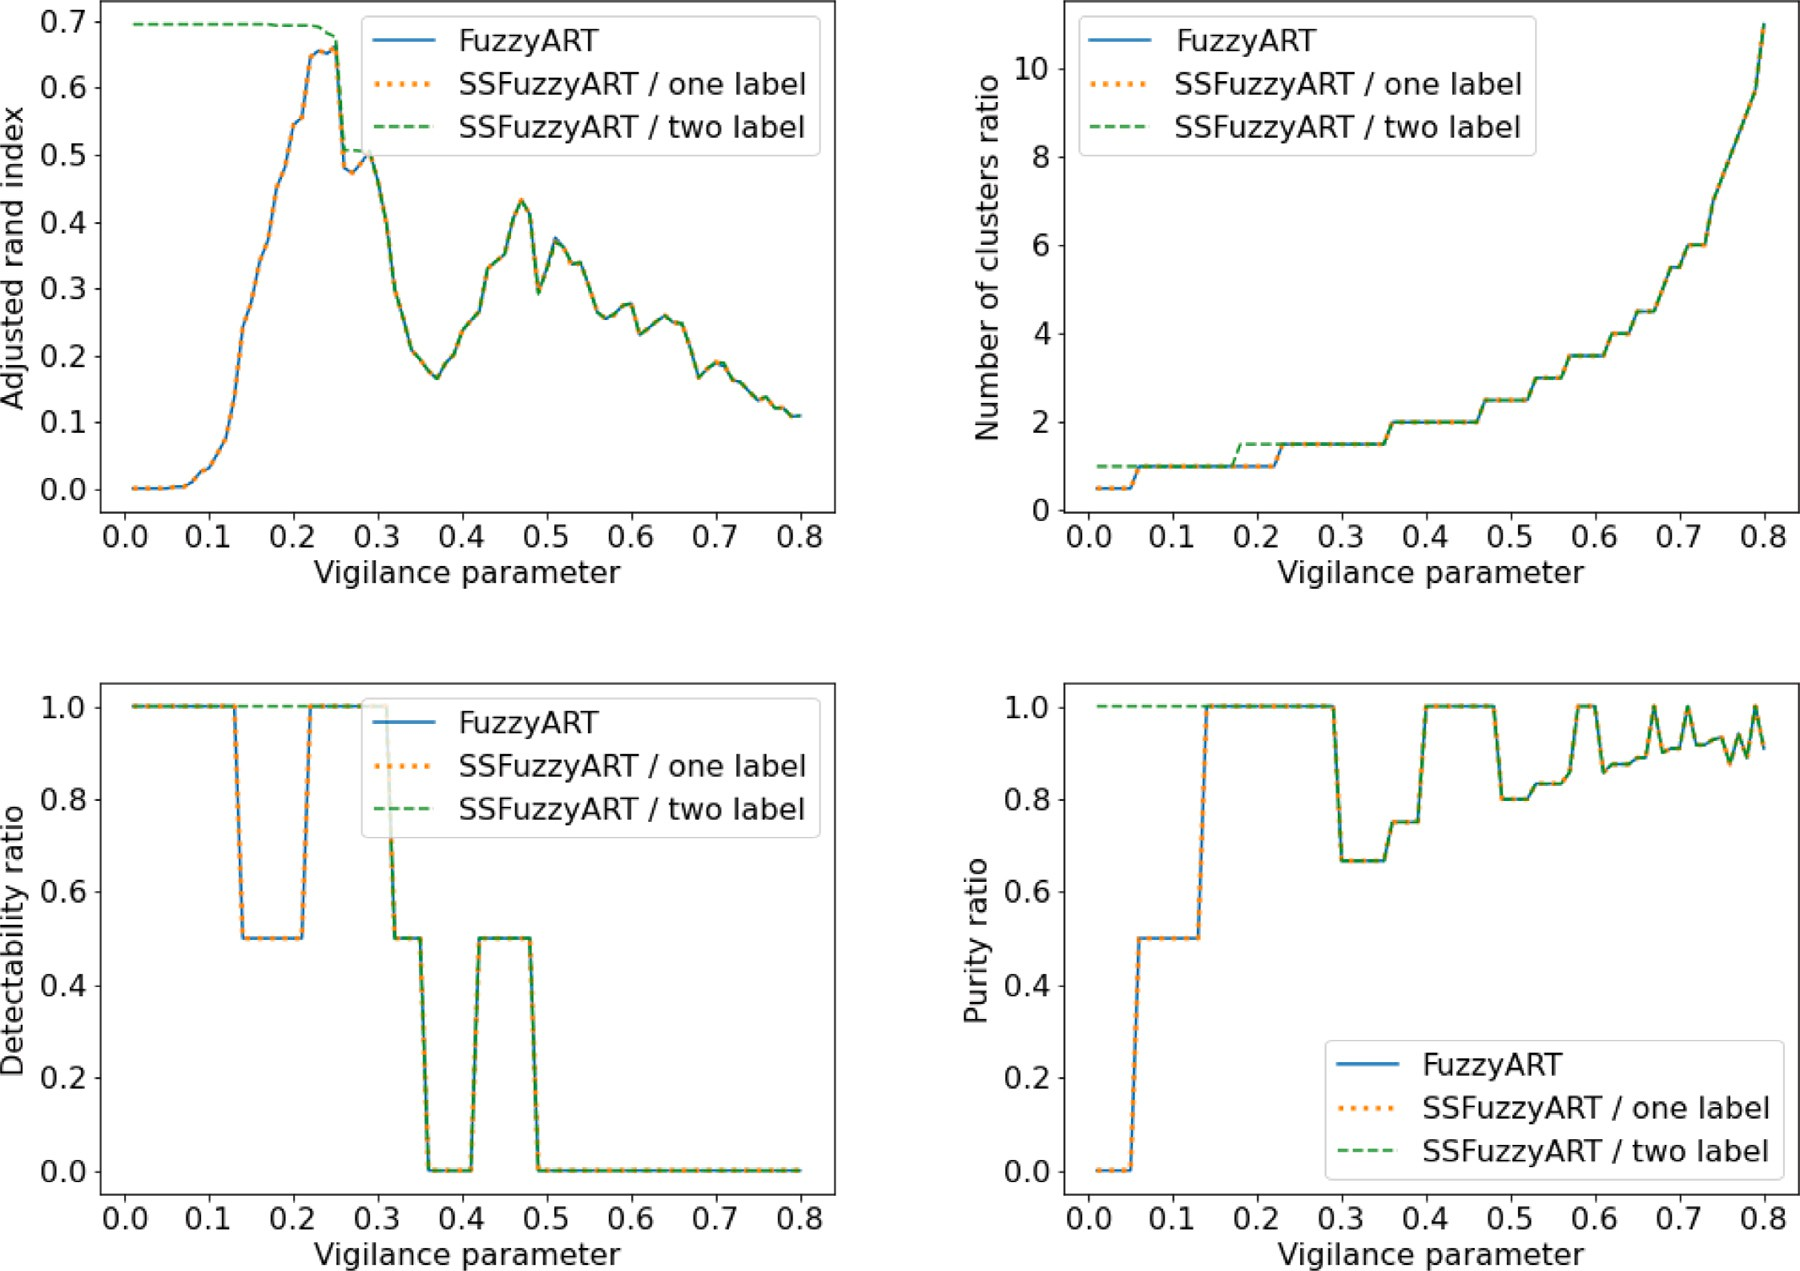 Adjusted rand index
0.7
0.6
0.5
0.4
0.3
0.2
0.1
0.0
FuzzyART
SSFuzzyART / one label
SSFuzzyART / two label
0.0 0.1 0.2 0.3 0.4 0.5 0.6 0.7 0.8
Vigilance parameter
Number of clusters ratio
10
8
6
4
2
0
FuzzyART
SSFuzzyART / one label
SSFuzzyART / two label
0.0 0.1 0.2 0.3 0.4 0.5 0.6 0.7 0.8
Vigilance parameter
Detectability ratio
1.0
0.8
0.6
0.4
0.2
0.0
FuzzyART
SSFuzzyART / one label
SSFuzzyART / two label
0.0 0.1 0.2 0.3 0.4 0.5 0.6 0.7 0.8
Vigilance parameter
Purity ratio
1.0
0.8
0.6
0.4
0.2
0.0
FuzzyART
SSFuzzyART / one label
SSFuzzyART / two label
0.0 0.1 0.2 0.3 0.4 0.5 0.6 0.7 0.8
Vigilance parameter